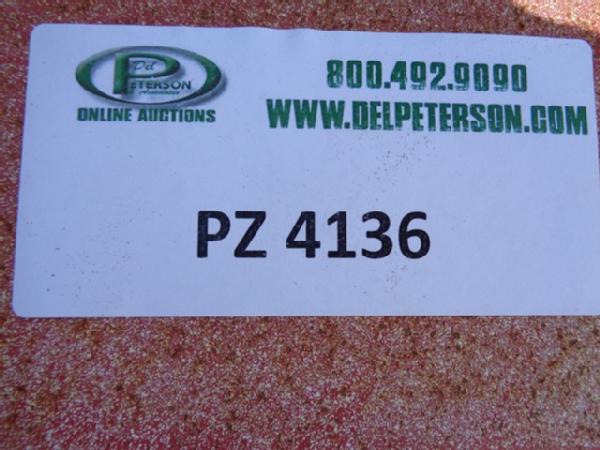 Del
PETERSON
ONLINE AUCTIONS
800.492.9090
WWW.DELPETERSON.COM
PZ 4136